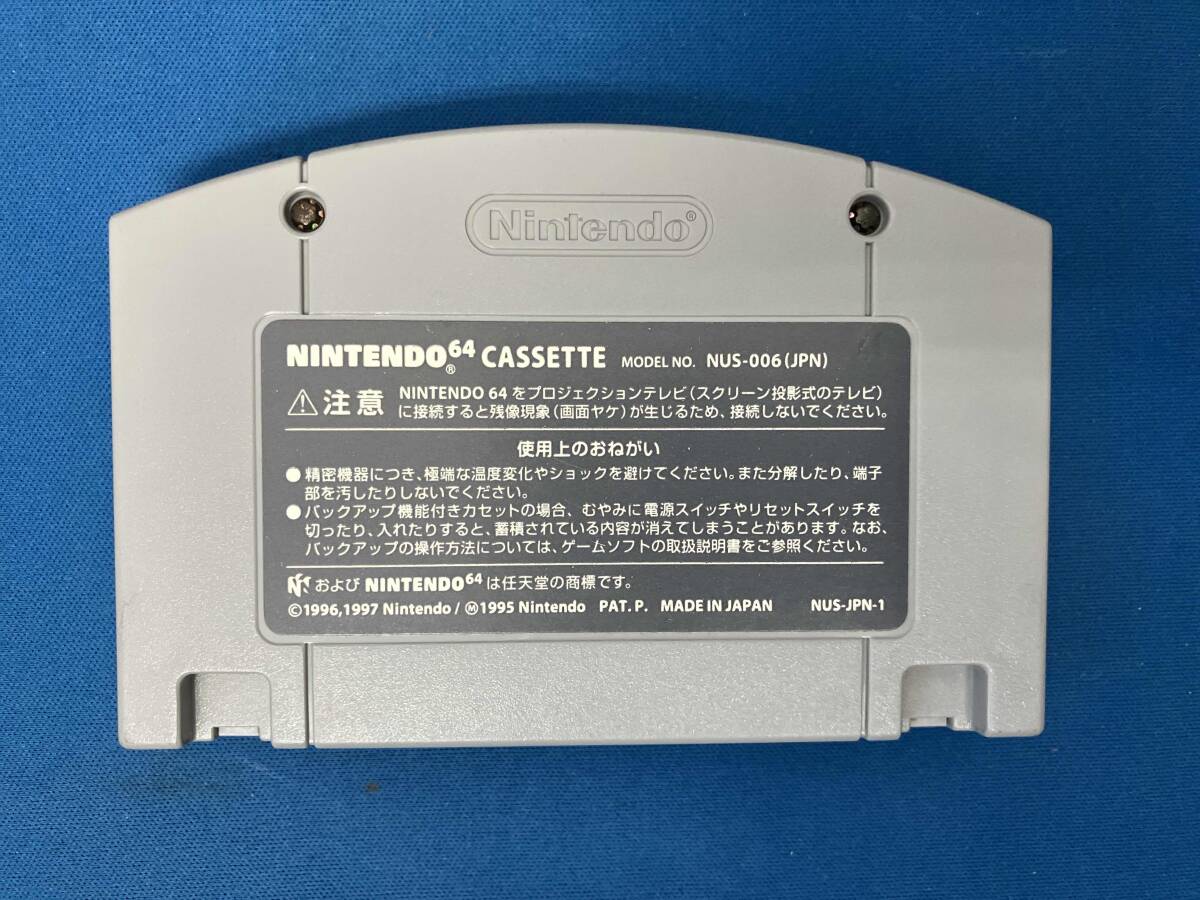 Nintendo®
NINTENDO64® CASSETTE MODEL NO. NUS-006(JPN)
⚠注意 NINTENDO 64をプロジェクションテレビ(スクリーン投影式のテレビ)
に接続すると残像現象(画面ヤケ)が生じるため、接続しないでください。
使用上のおねがい
●精密機器につき、極端な温度変化やショックを避けてください。また分解したり、端子
部を汚したりしないでください。
●バックアップ機能付きカセットの場合、むやみに電源スイッチやリセットスイッチを
切ったり、入れたりすると、蓄積されている内容が消えてしまうことがあります。なお、
バックアップの操作方法については、ゲームソフトの取扱説明書をご参照ください。
および NINTENDO64は任天堂の商標です。
©1996,1997 Nintendo/Ⓜ1995 Nintendo PAT.P. MADE IN JAPAN NUS-JPN-1